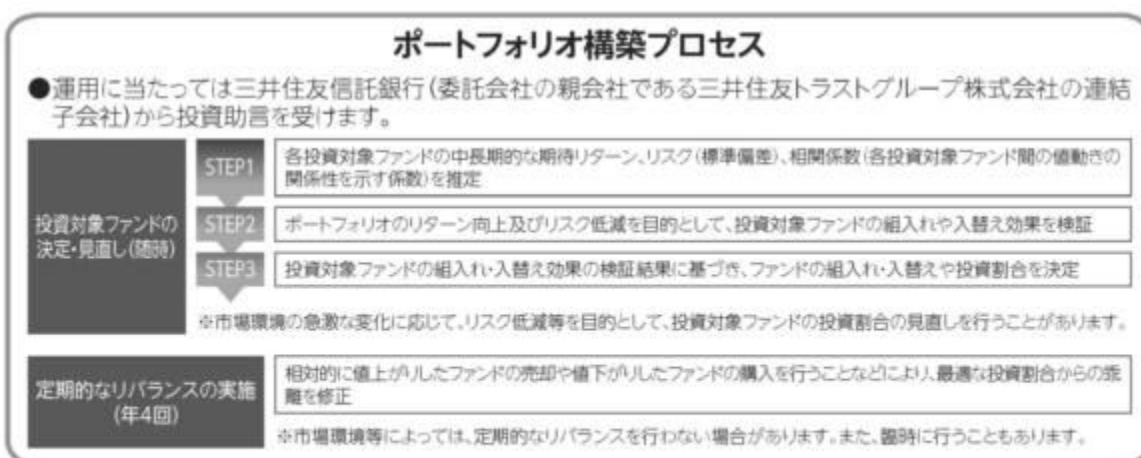 ポートフォリオ構築プロセス
●運用に当たっては三井住友信託銀行(委託会社の親会社である三井住友トラストグループ株式会社の連結
子会社)から投資助言を受けます。
投資対象ファンドの
決定・見直し(随時)
STEP1
各投資対象ファンドの中長期的な期待リターン、リスク(標準偏差)、相関係数(各投資対象ファンド間の値動きの
関係性を示す係数)を推定
STEP2
ポートフォリオのリターン向上及びリスク低減を目的として、投資対象ファンドの組入れや入替え効果を検証
STEP3
投資対象ファンドの組入れ・入替え効果の検証結果に基づき、ファンドの組入れ・入替えや投資割合を決定
※市場環境の急激な変化に応じて、リスク低減等を目的として、投資対象ファンドの投資割合の見直しを行うことがあります。
定期的なリバランスの実施
(年4回)
相対的に値上がりしたファンドの売却や値下がりしたファンドの購入を行うことなどにより、最適な投資割合からの乖
離を修正
※市場環境等によっては、定期的なリバランスを行わない場合があります。また、臨時に行うこともあります。